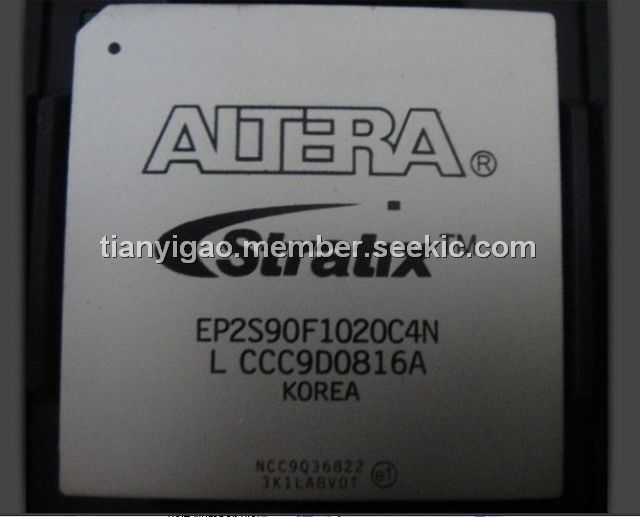 ALTERA®
Stratix™
tianyigao.member.seekic.com
EP2S90F1020C4N
L CCC9D0816A
KOREA
NCC9Q36822
3K1LABV0T e1